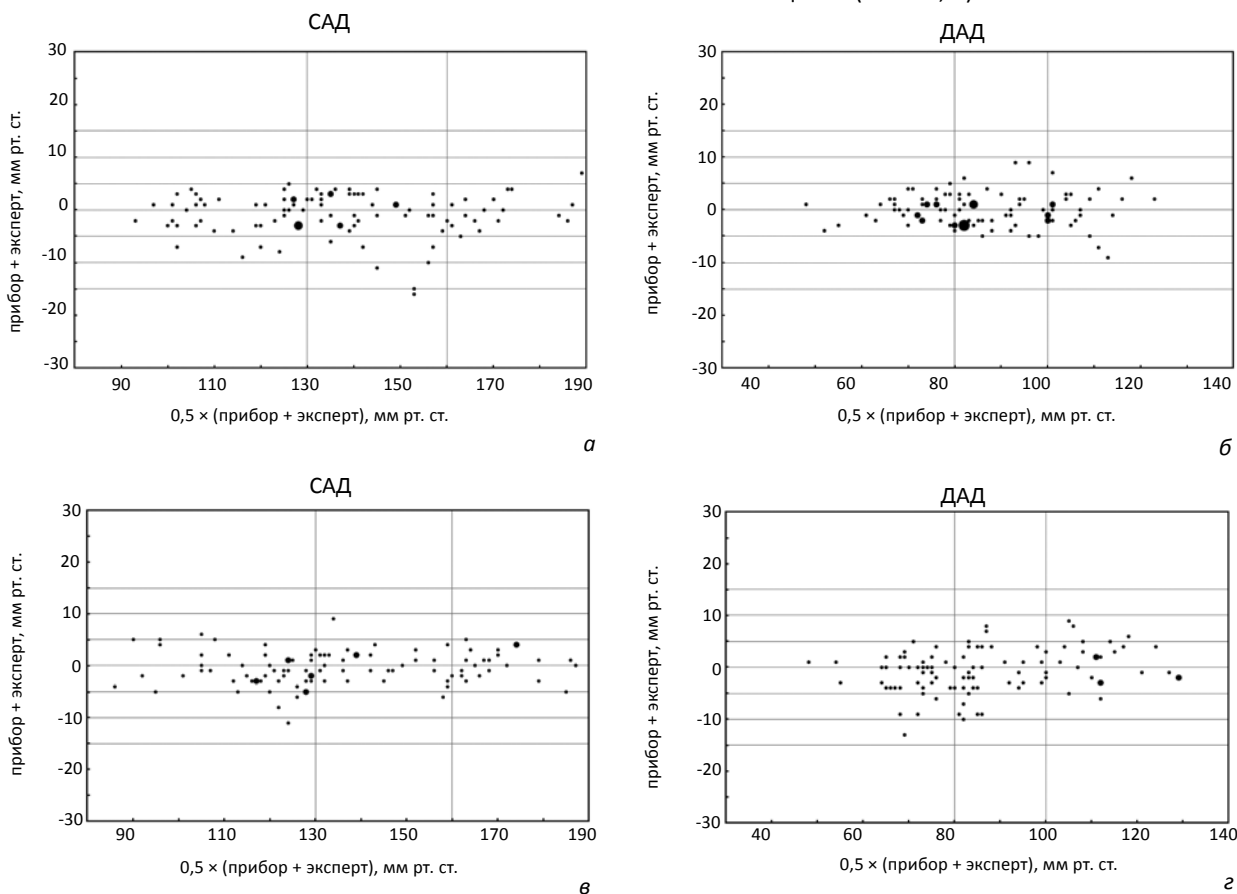 САД
ДАД
30
20
10
0
-10
-20
-30
прибор + эксперт, мм рт. ст.
90 110 130 150 170 190
0,5 × (прибор + эксперт), мм рт. ст.
а
30
20
10
0
-10
-20
-30
прибор + эксперт, мм рт. ст.
40 60 80 100 120 140
0,5 × (прибор + эксперт), мм рт. ст.
б
САД
ДАД
30
20
10
0
-10
-20
-30
прибор + эксперт, мм рт. ст.
90 110 130 150 170 190
0,5 × (прибор + эксперт), мм рт. ст.
в
30
20
10
0
-10
-20
-30
прибор + эксперт, мм рт. ст.
40 60 80 100 120 140
0,5 × (прибор + эксперт), мм рт. ст.
г